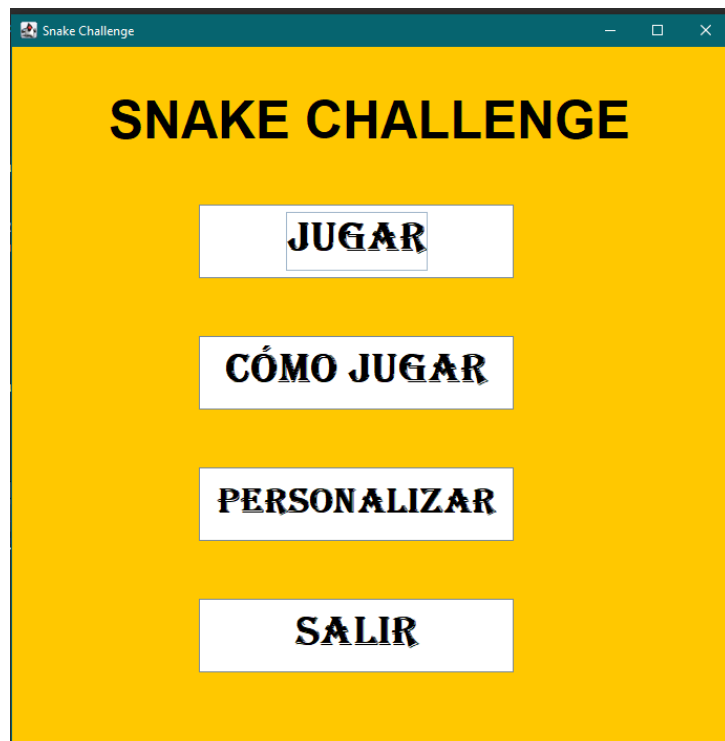 Snake Challenge
SNAKE CHALLENGE
JUGAR
CÓMO JUGAR
PERSONALIZAR
SALIR